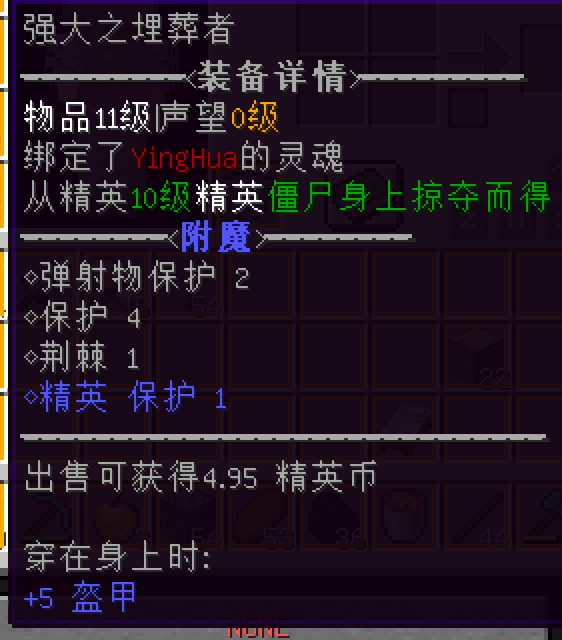 强大之埋葬者
装备详情
物品11级|声望0级
绑定了YingHua的灵魂
从精英10级精英僵尸身上掠夺而得
附魔
◇弹射物保护 2
◇保护 4
◇荆棘 1
◇精英 保护 1
出售可获得4.95 精英币
穿在身上时:
+5 盔甲
NONE